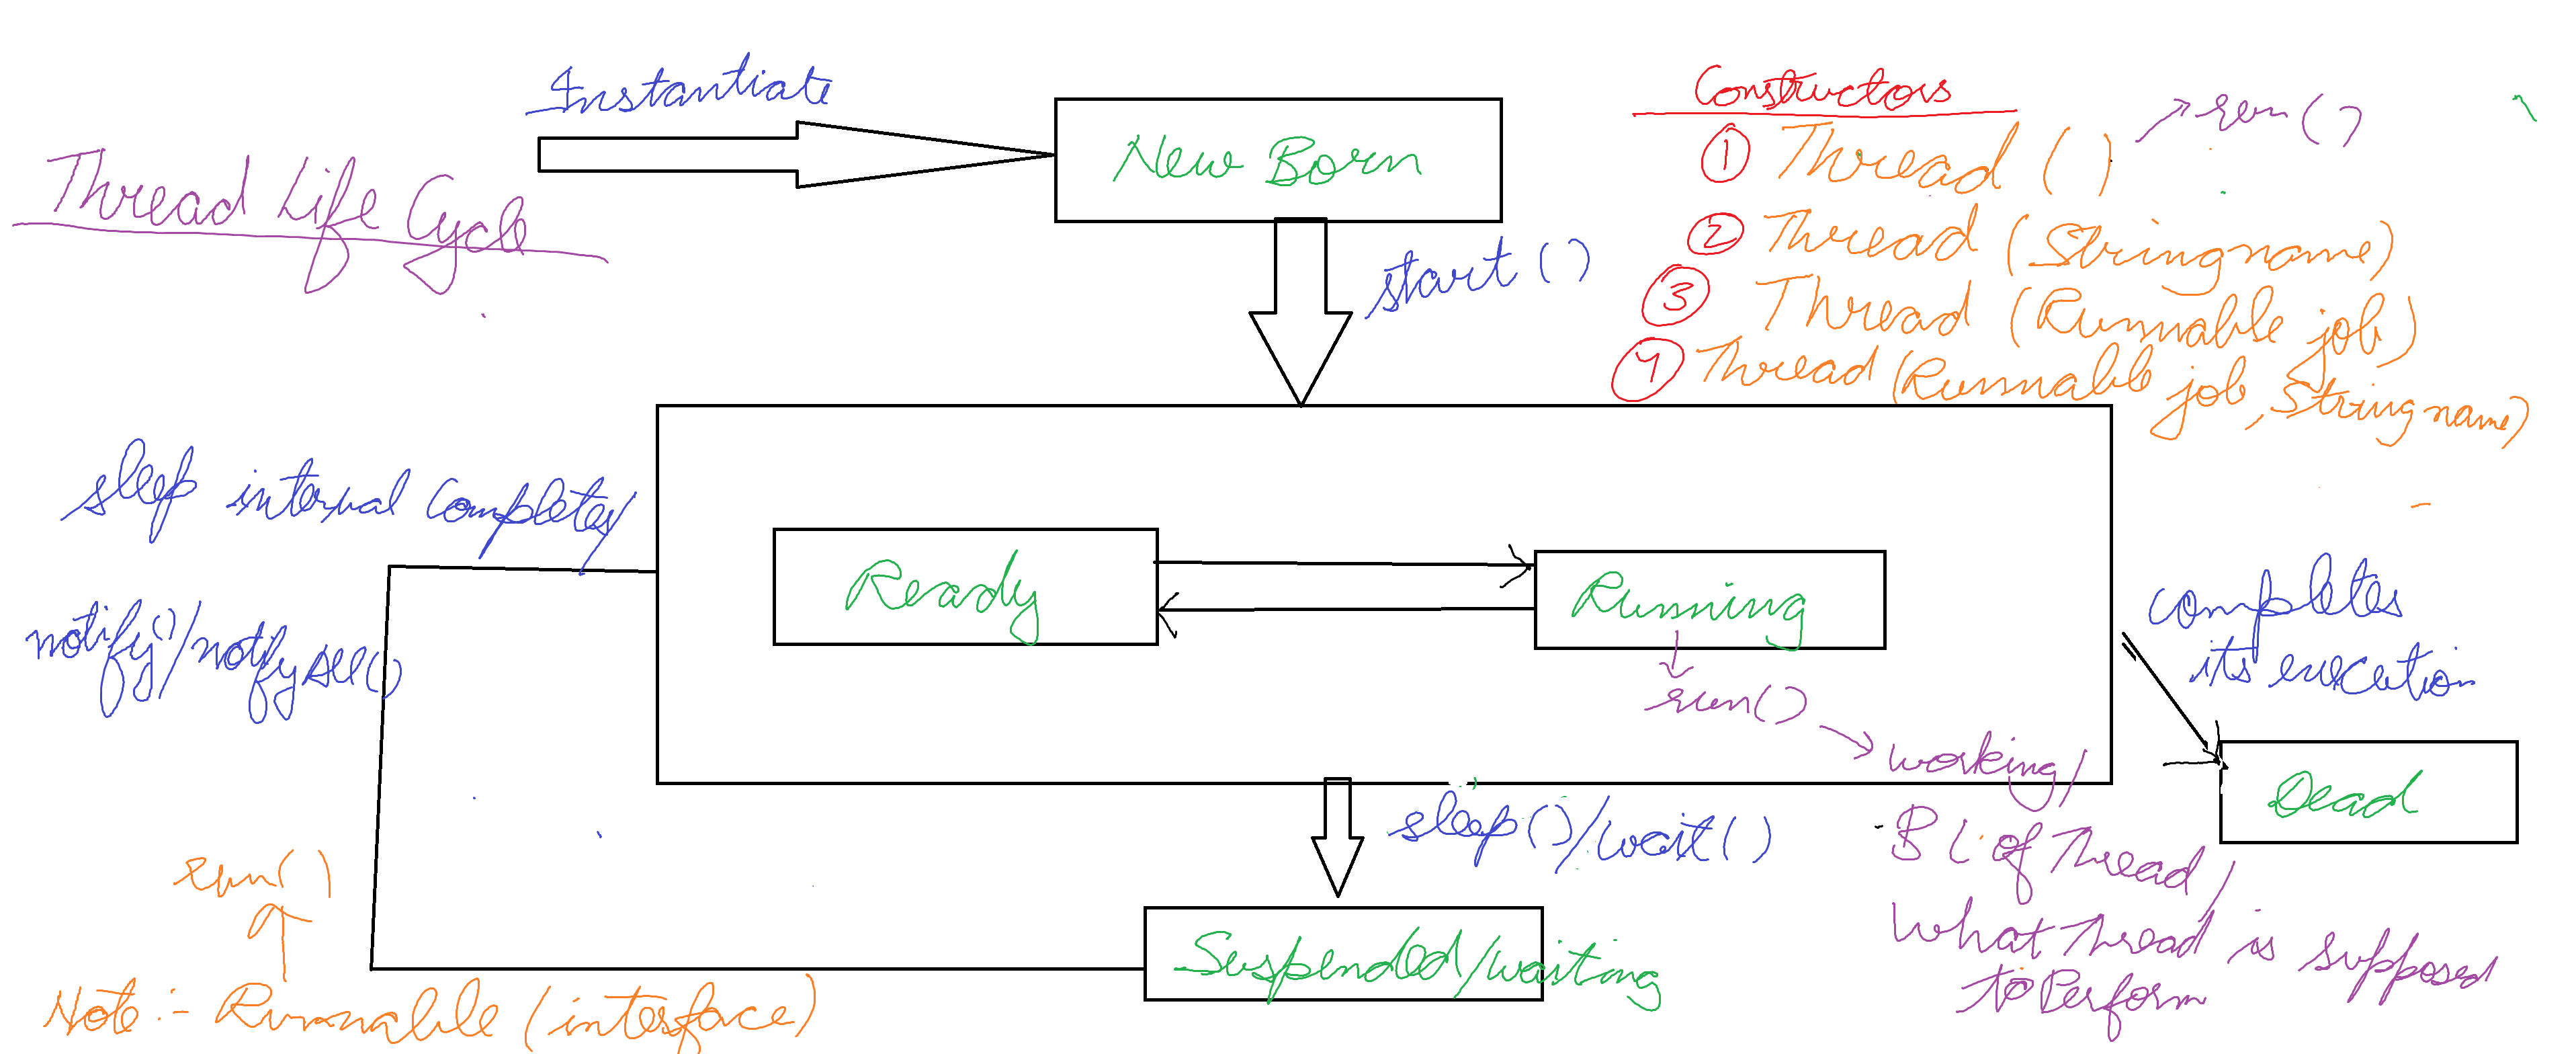 Thread Life Cycle
Instantiate
New Born
start()
Constructors
① Thread ()
run()
② Thread (String name)
③ Thread (Runnable job)
④ Thread (Runnable job, String name)
sleep interval completes/
notify()/notifyAll()
Ready
Running
run()
working/
BL of Thread/
What Thread is supposed
to Perform
completes
its execution
Dead
sleep()/wait()
Suspended/waiting
run()
Note :- Runnable (interface)